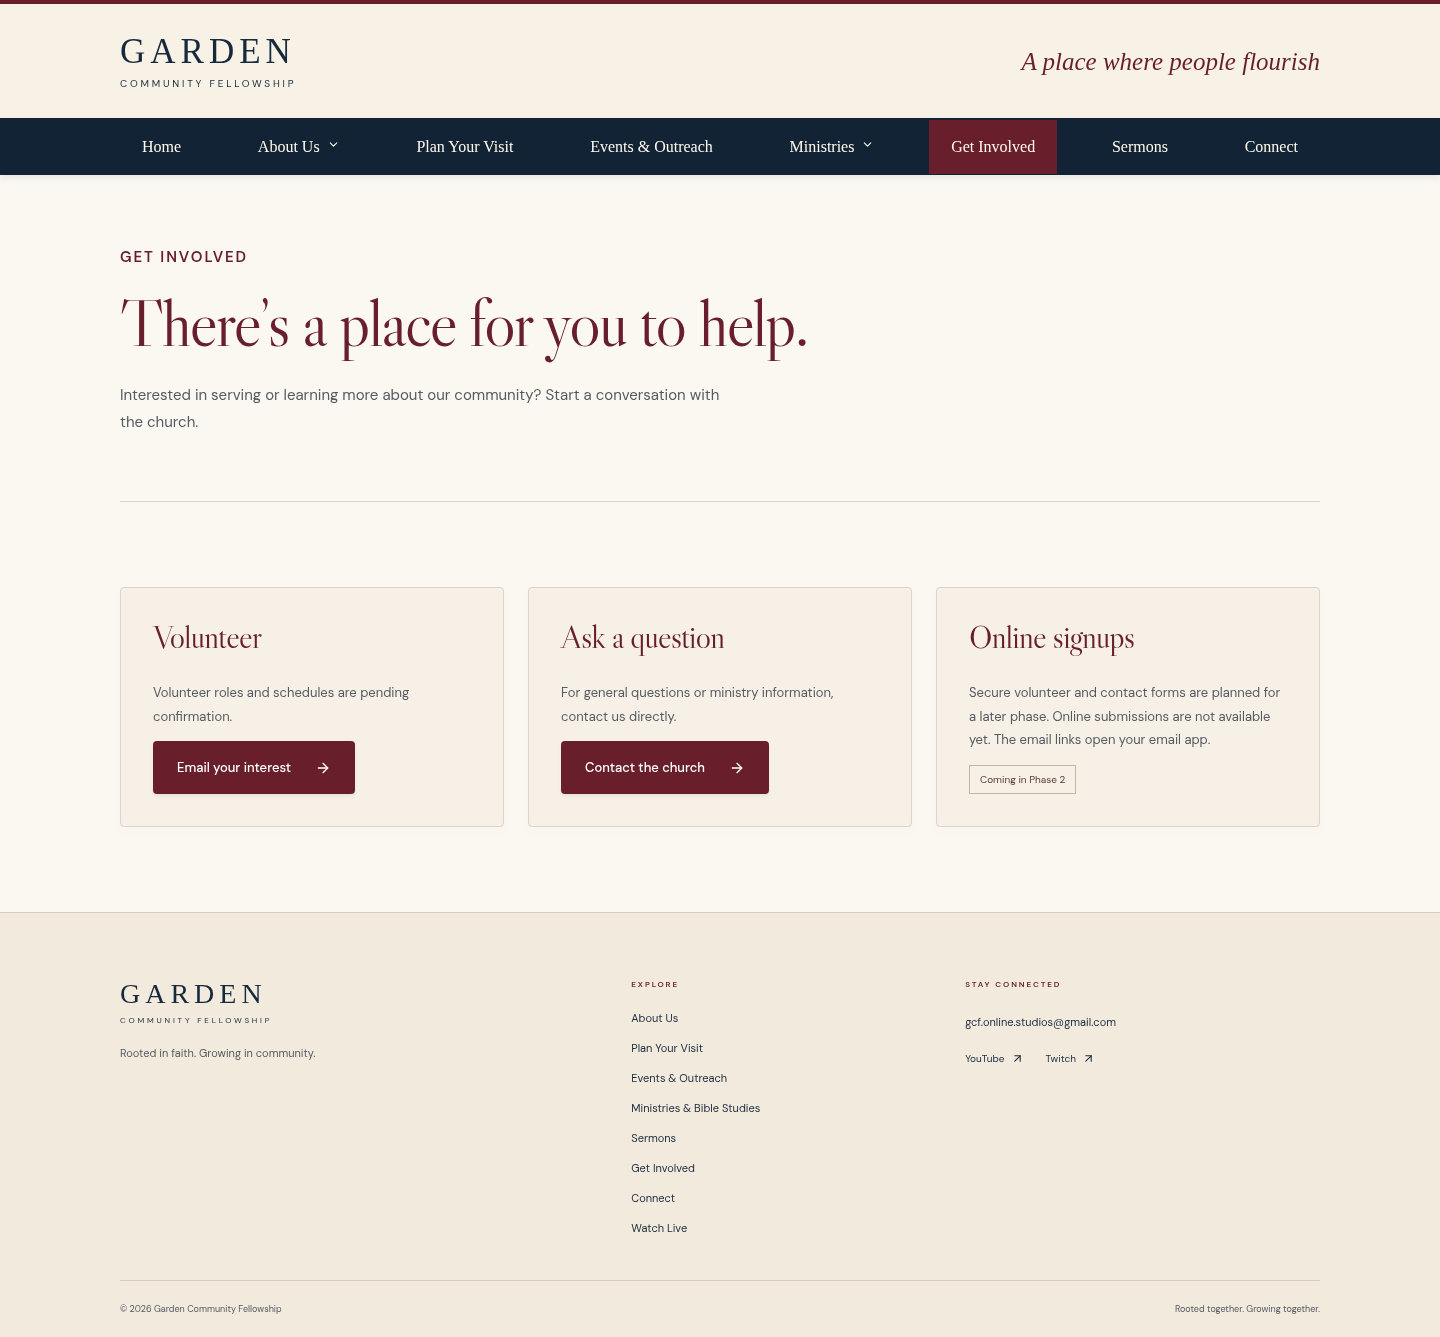 GARDEN
COMMUNITY FELLOWSHIP
A place where people flourish
Home
About Us
Plan Your Visit
Events & Outreach
Ministries
Get Involved
Sermons
Connect
GET INVOLVED
There’s a place for you to help.
Interested in serving or learning more about our community? Start a conversation with
the church.
Volunteer
Volunteer roles and schedules are pending
confirmation.
Email your interest
Ask a question
For general questions or ministry information,
contact us directly.
Contact the church
Online signups
Secure volunteer and contact forms are planned for
a later phase. Online submissions are not available
yet. The email links open your email app.
Coming in Phase 2
GARDEN
COMMUNITY FELLOWSHIP
Rooted in faith. Growing in community.
EXPLORE
About Us
Plan Your Visit
Events & Outreach
Ministries & Bible Studies
Sermons
Get Involved
Connect
Watch Live
STAY CONNECTED
gcf.online.studios@gmail.com
YouTube
Twitch
© 2026 Garden Community Fellowship
Rooted together. Growing together.